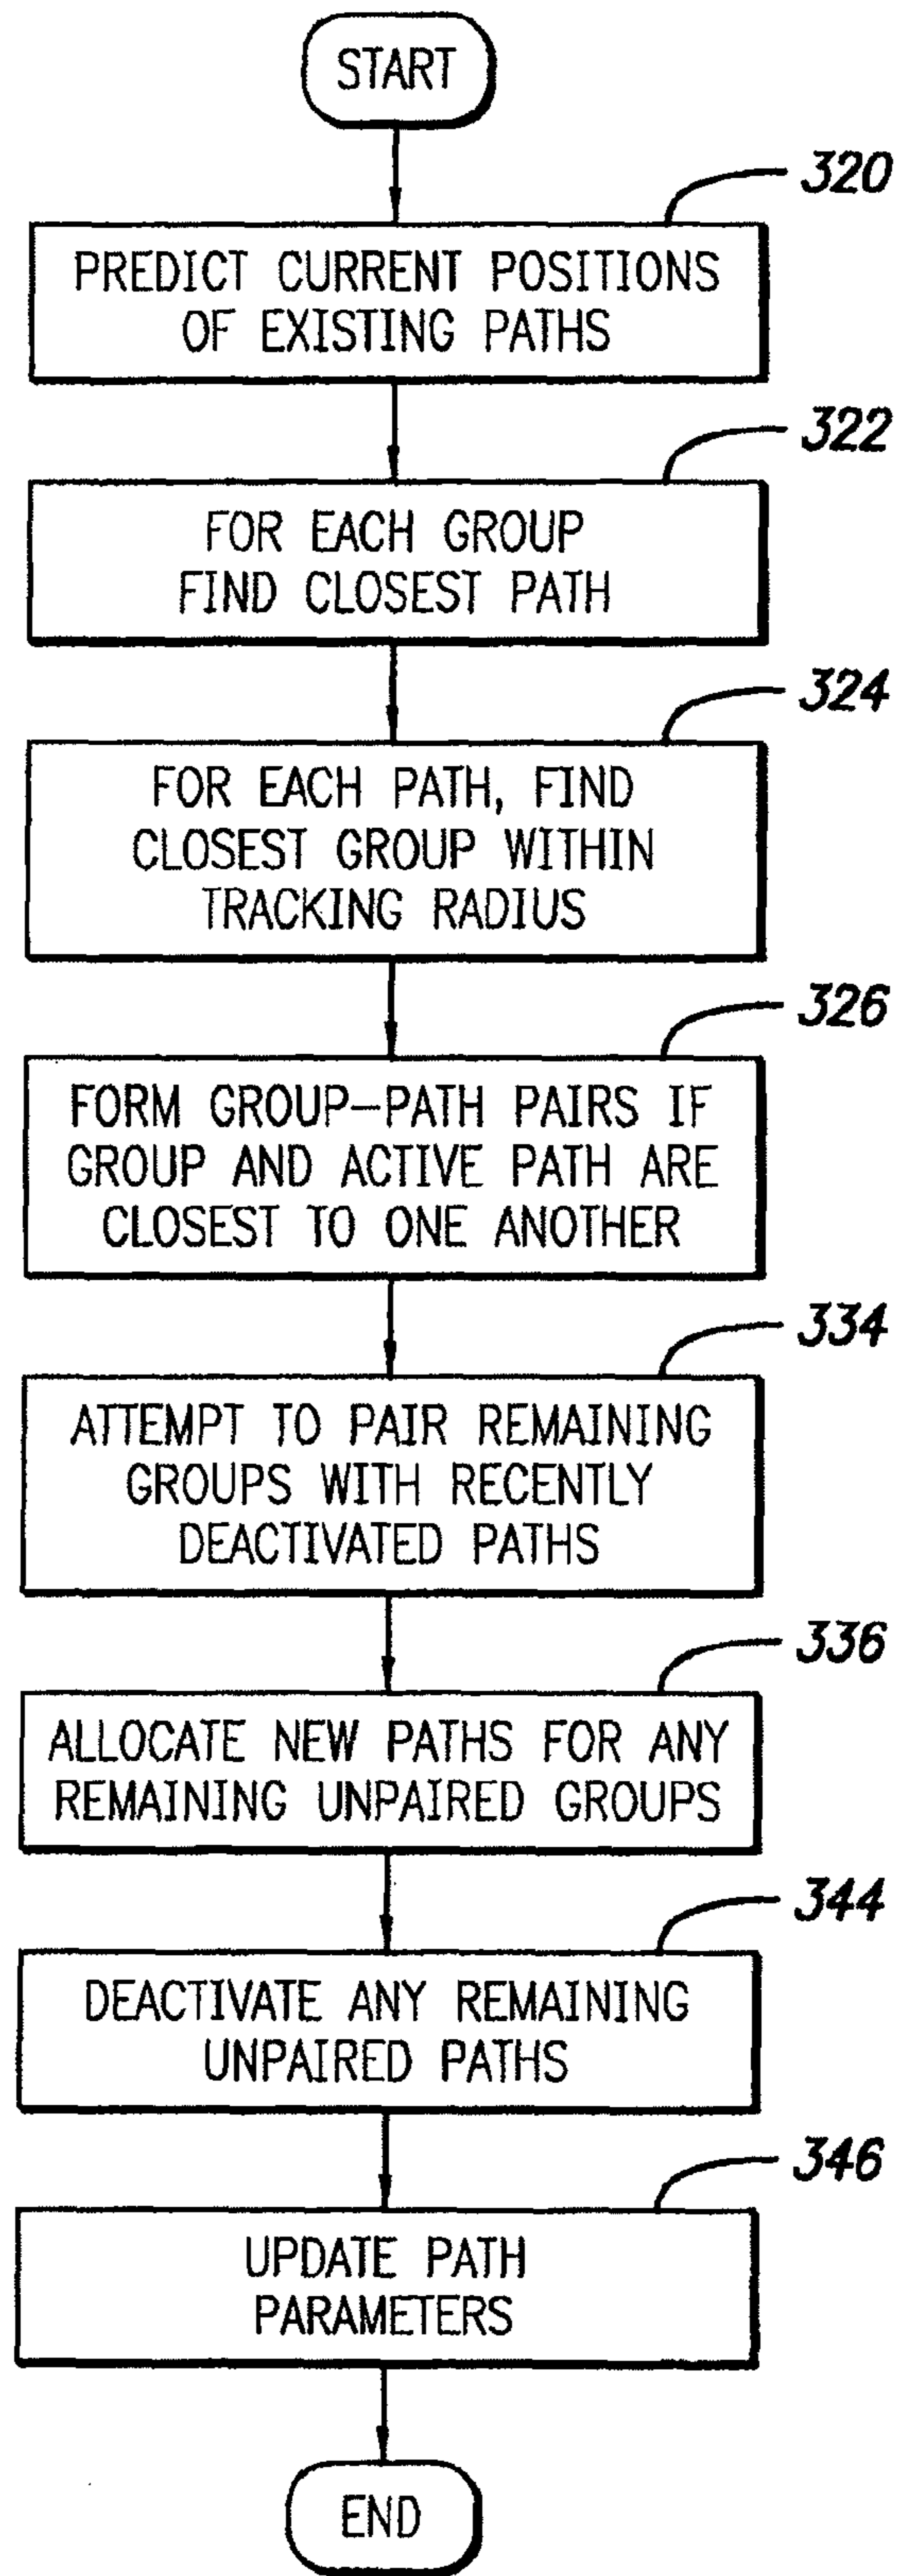 START
320
PREDICT CURRENT POSITIONS
OF EXISTING PATHS
322
FOR EACH GROUP
FIND CLOSEST PATH
324
FOR EACH PATH, FIND
CLOSEST GROUP WITHIN
TRACKING RADIUS
326
FORM GROUP-PATH PAIRS IF
GROUP AND ACTIVE PATH ARE
CLOSEST TO ONE ANOTHER
334
ATTEMPT TO PAIR REMAINING
GROUPS WITH RECENTLY
DEACTIVATED PATHS
336
ALLOCATE NEW PATHS FOR ANY
REMAINING UNPAIRED GROUPS
344
DEACTIVATE ANY REMAINING
UNPAIRED PATHS
346
UPDATE PATH
PARAMETERS
END